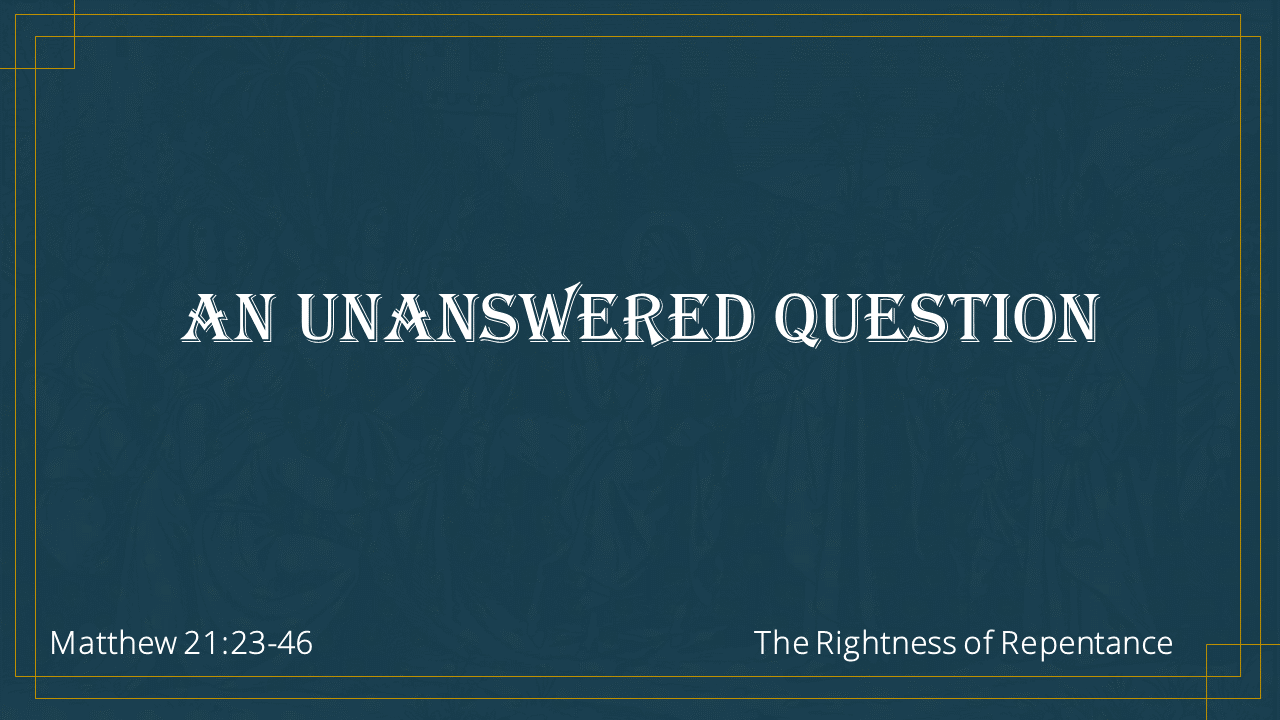 AN UNANSWERED QUESTION
Matthew 21:23-46
The Rightness of Repentance